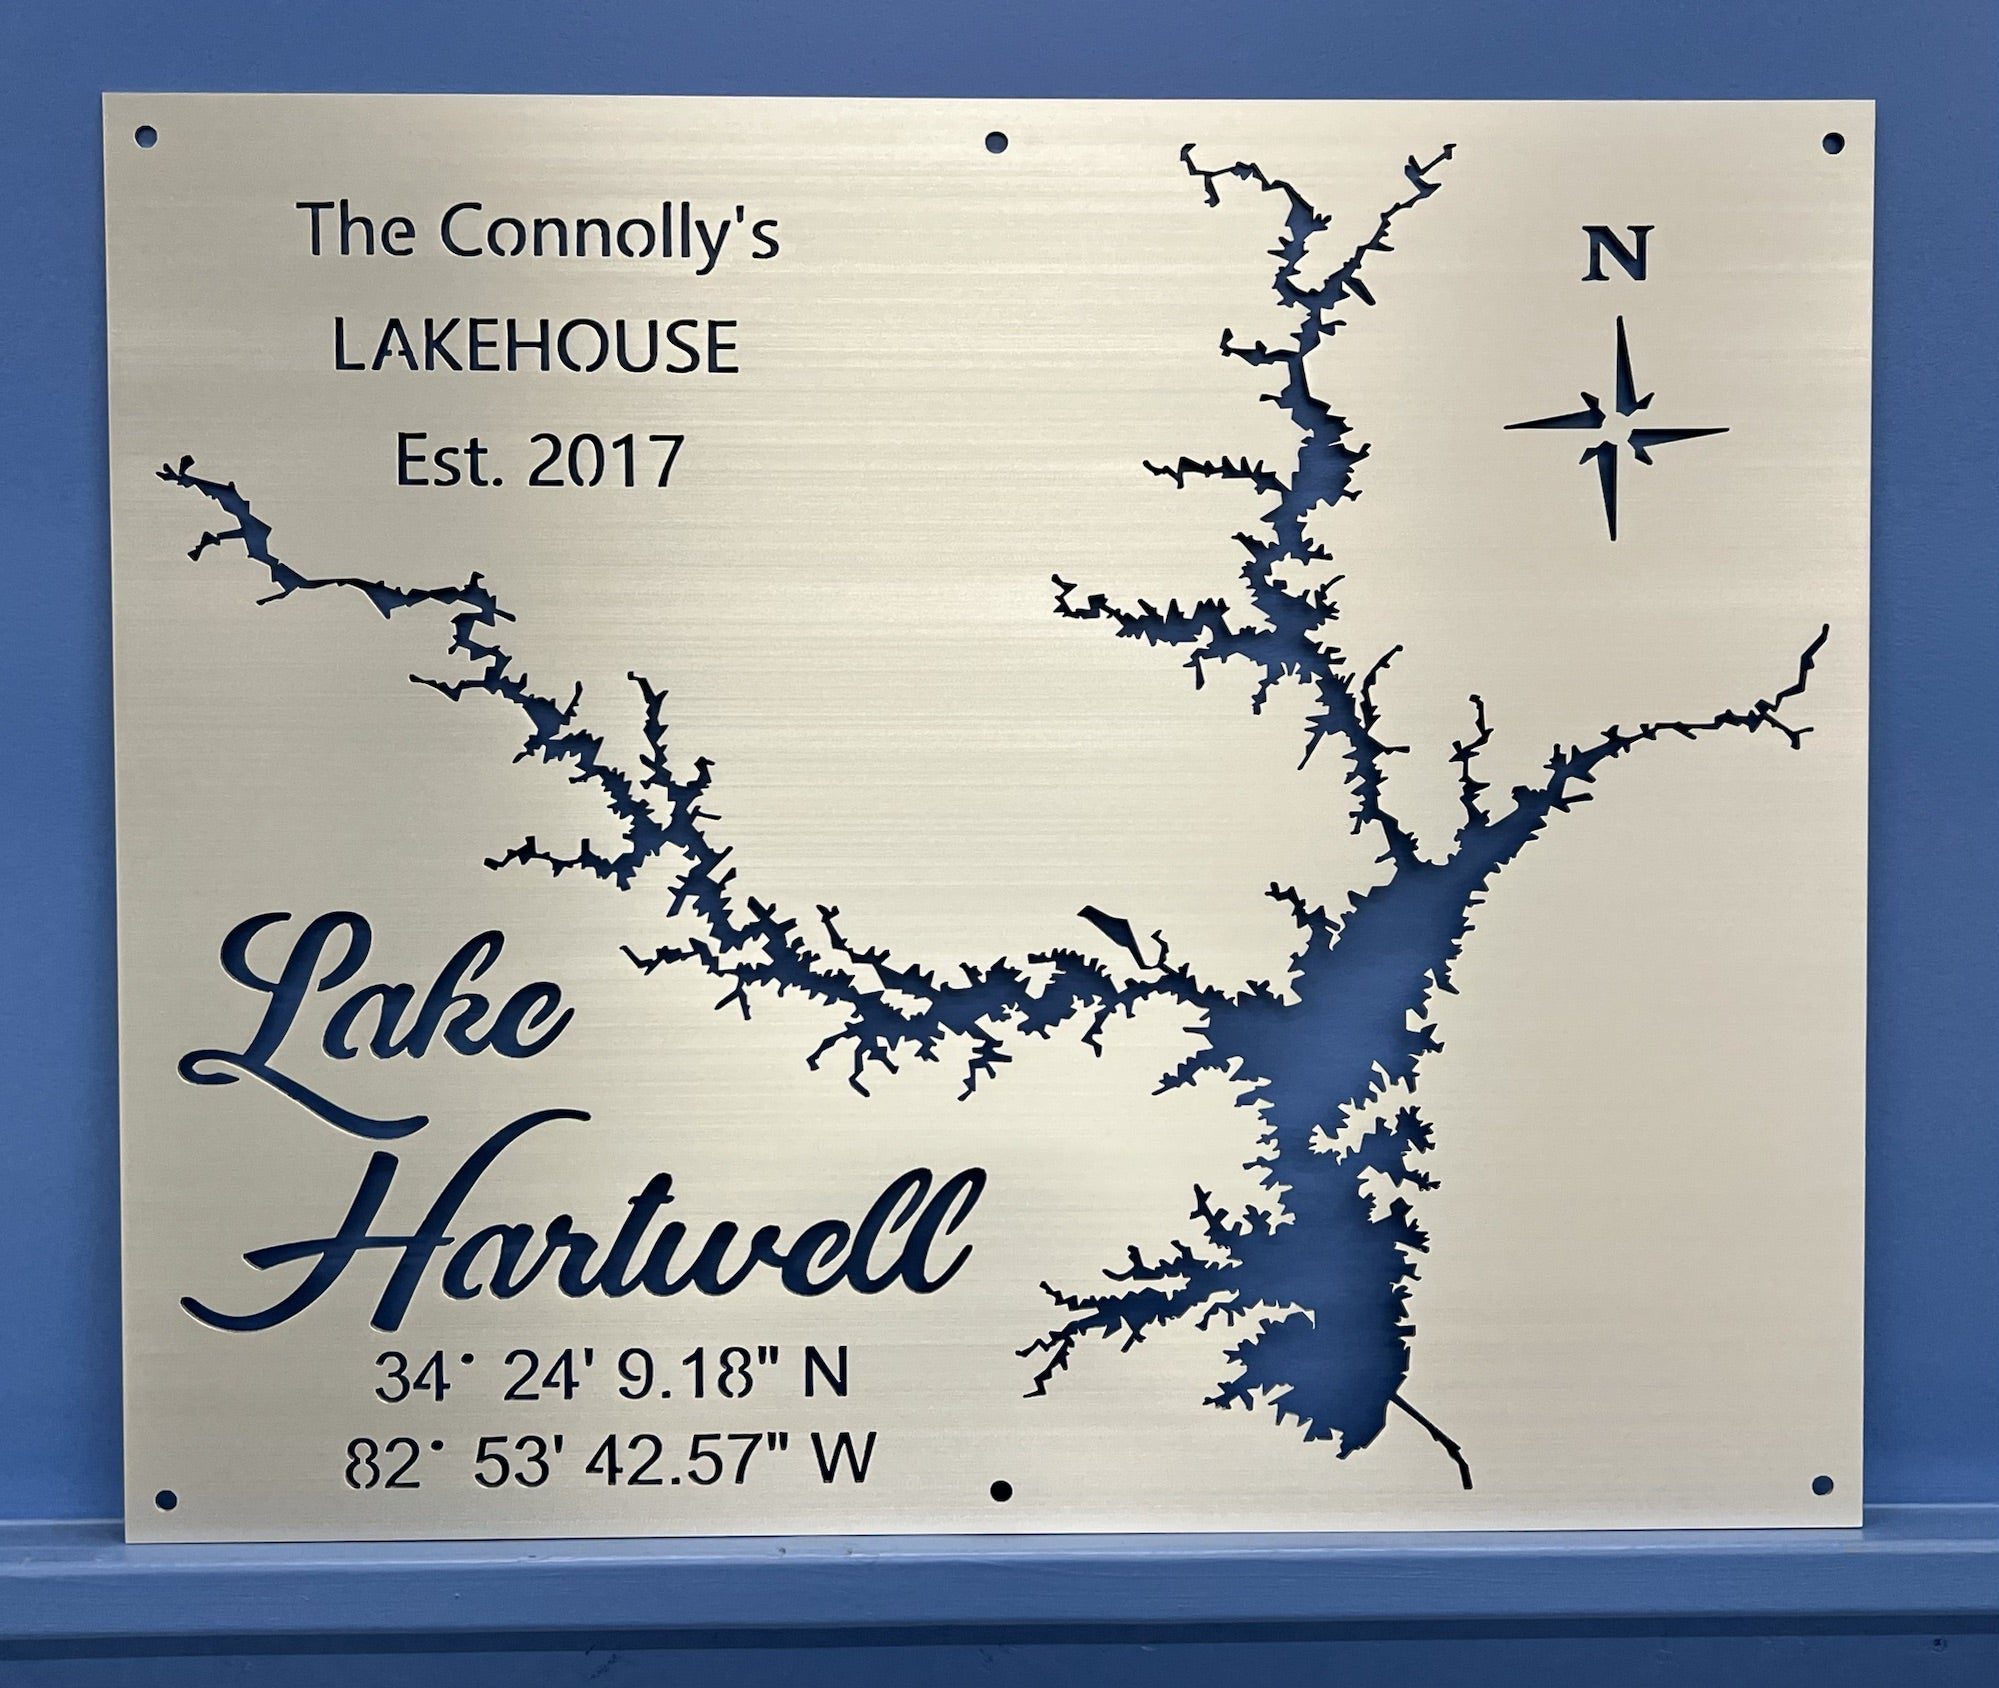 The Connolly's
LAKEHOUSE
Est. 2017
N
Lake
Hartwell
34° 24' 9.18" N
82° 53' 42.57" W